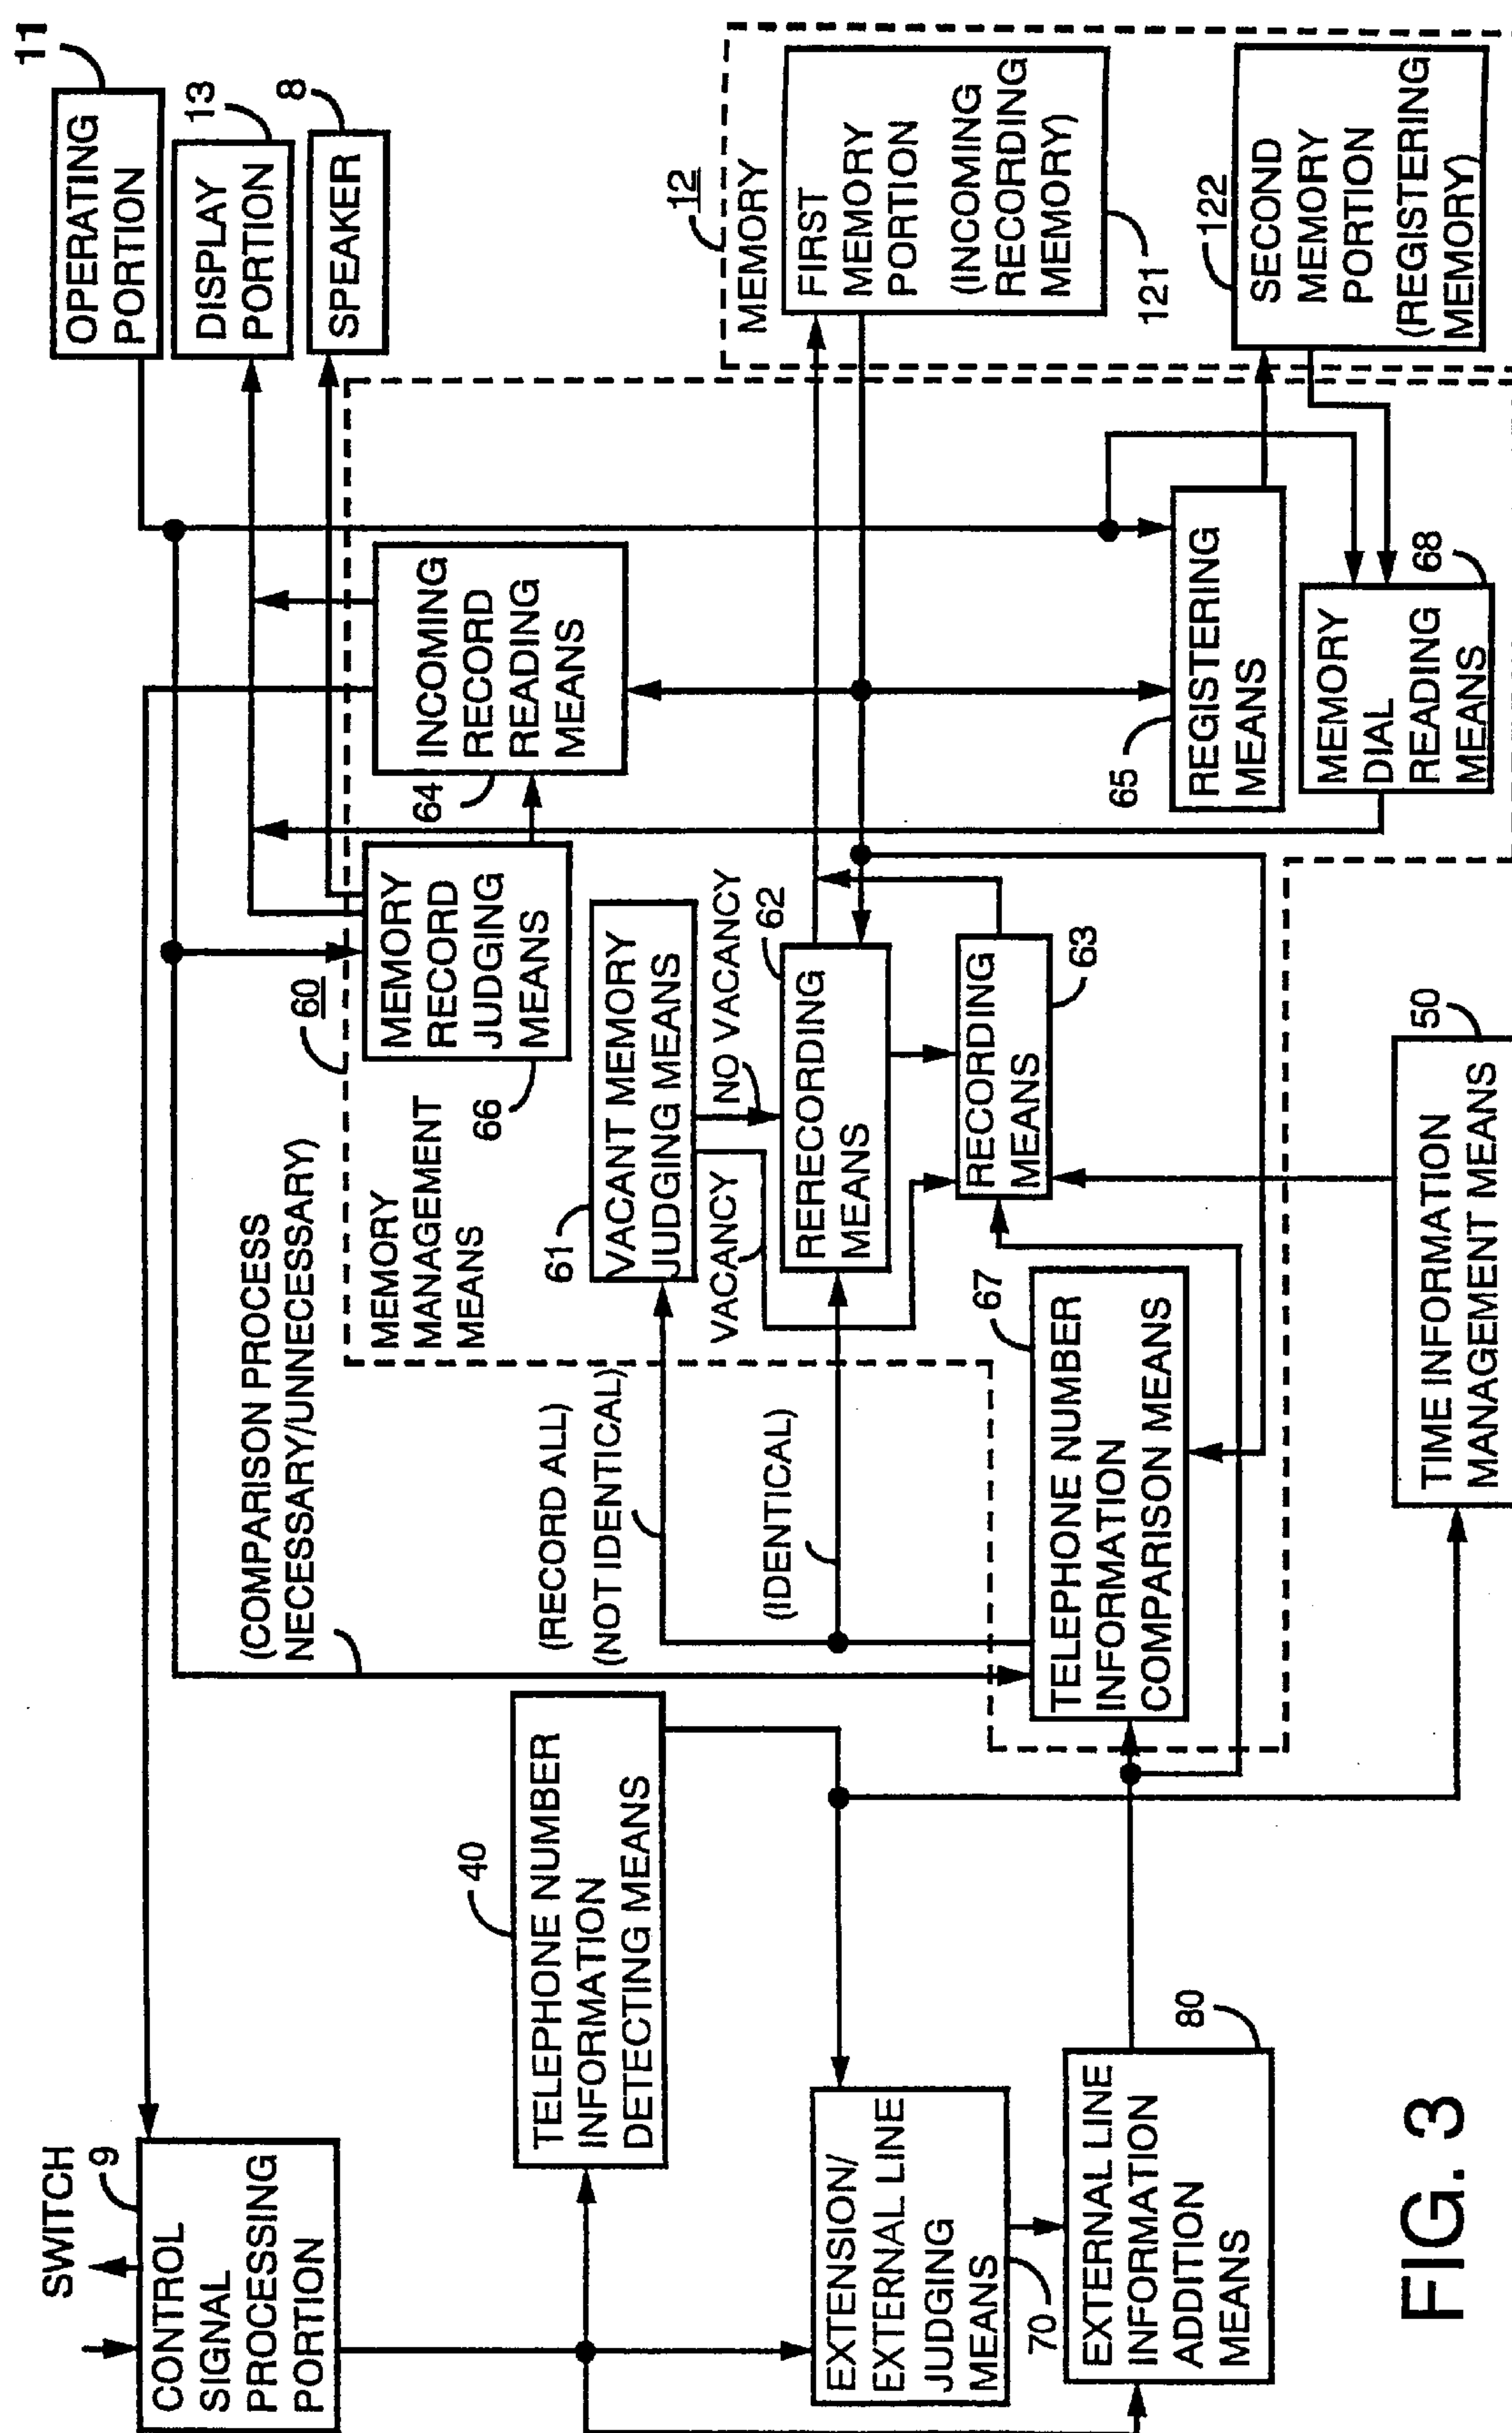 SWITCH
9
CONTROL
SIGNAL
PROCESSING
PORTION
40
TELEPHONE NUMBER
INFORMATION
DETECTING MEANS
EXTENSION/
EXTERNAL LINE
JUDGING
MEANS
70
80
EXTERNAL LINE
INFORMATION
ADDITION
MEANS
(COMPARISON PROCESS
NECESSARY/UNNECESSARY)
(RECORD ALL)
(NOT IDENTICAL)
(IDENTICAL)
67
TELEPHONE NUMBER
INFORMATION
COMPARISON MEANS
50
TIME INFORMATION
MANAGEMENT MEANS
60
MEMORY
MANAGEMENT
MEANS
66
MEMORY
RECORD
JUDGING
MEANS
61
VACANT MEMORY
JUDGING MEANS
VACANCY
NO VACANCY
62
RERECORDING
MEANS
63
RECORDING
MEANS
64
INCOMING
RECORD
READING
MEANS
65
REGISTERING
MEANS
68
MEMORY
DIAL
READING
MEANS
11
OPERATING
PORTION
13
DISPLAY
PORTION
8
SPEAKER
12
MEMORY
FIRST
MEMORY
PORTION
(INCOMING
RECORDING
MEMORY)
121
122
SECOND
MEMORY
PORTION
(REGISTERING
MEMORY)
FIG. 3